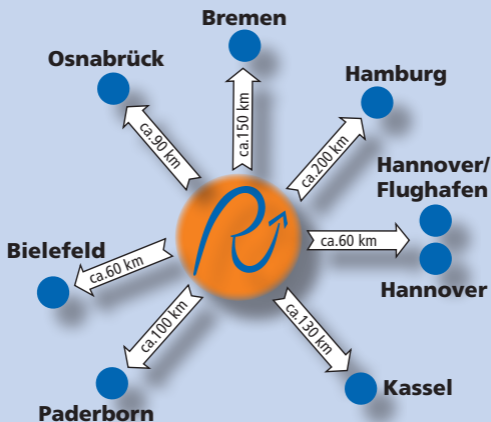 Bremen
Osnabrück
Hamburg
ca.150 km
ca.90 km
ca.200 km
Hannover/
Flughafen
ca.60 km
Hannover
Bielefeld
ca.60 km
ca.100 km
ca.130 km
Kassel
Paderborn